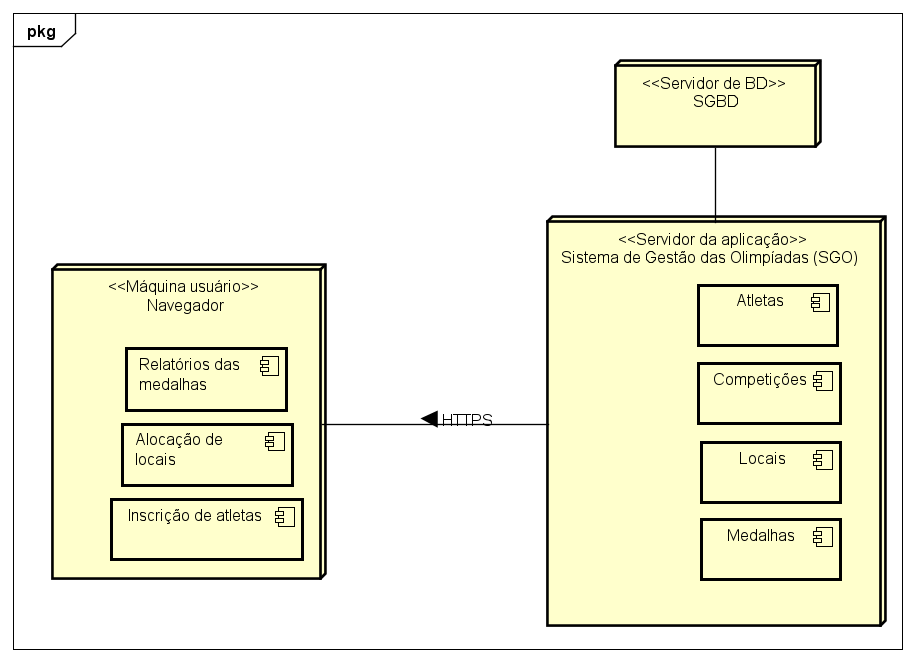 pkg
<<Servidor de BD>>
SGBD
<<Servidor da aplicação>>
Sistema de Gestão das Olimpíadas (SGO)
Atletas
Competições
Locais
Medalhas
<<Máquina usuário>>
Navegador
Relatórios das
medalhas
Alocação de
locais
Inscrição de atletas
HTTPS